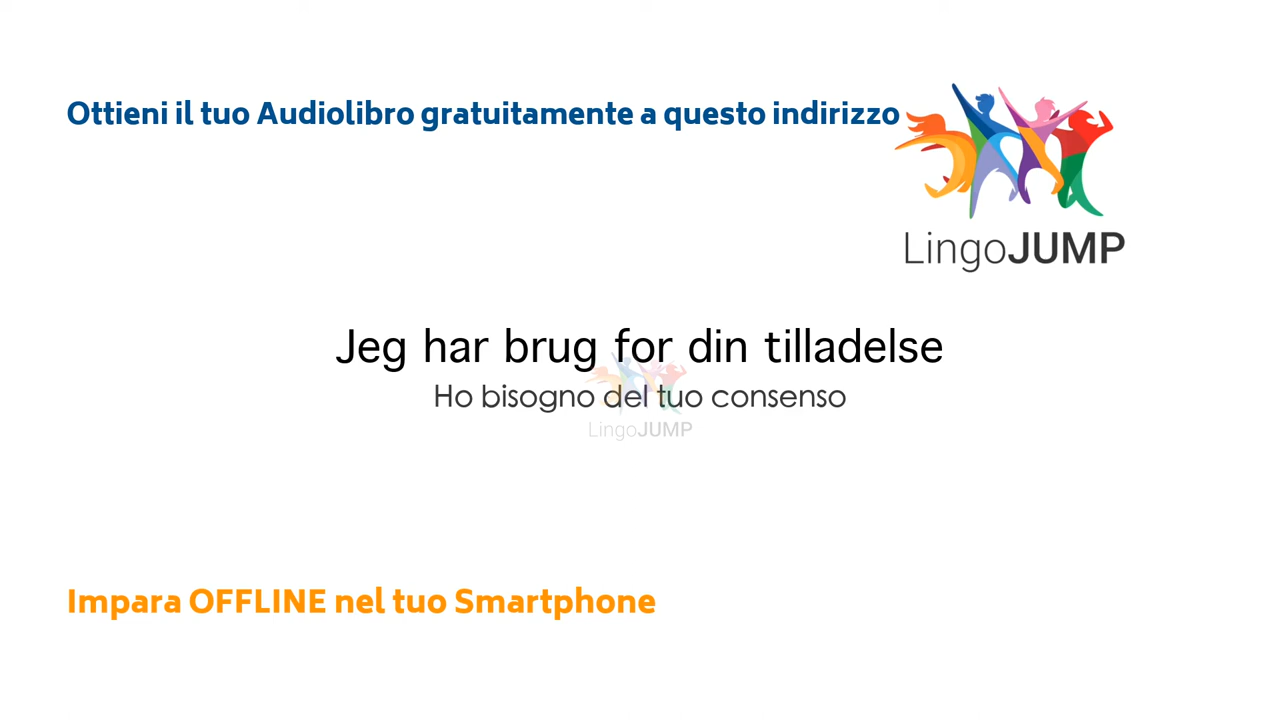 Ottieni il tuo Audiolibro gratuitamente a questo indirizzo
LingoJUMP
Jeg har brug for din tilladelse
Ho bisogno del tuo consenso
LingoJUMP
Impara OFFLINE nel tuo Smartphone